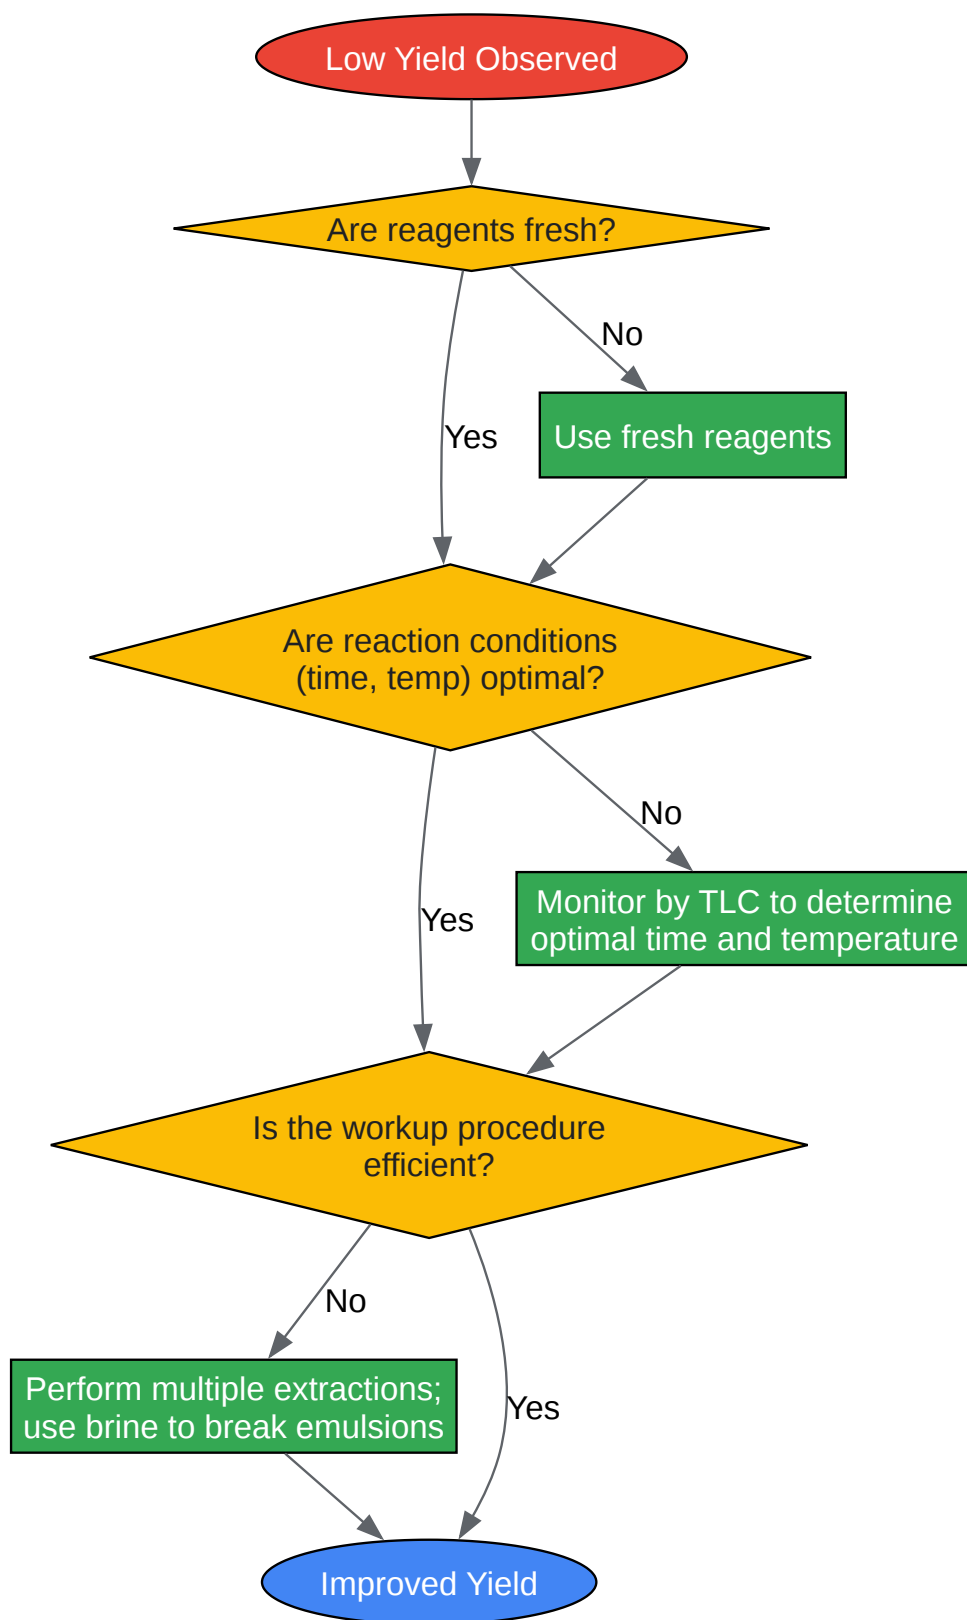 Low Yield Observed
Are reagents fresh?
No
Yes
Use fresh reagents
Are reaction conditions
(time, temp) optimal?
No
Yes
Monitor by TLC to determine
optimal time and temperature
Is the workup procedure
efficient?
No
Perform multiple extractions;
use brine to break emulsions
Yes
Improved Yield